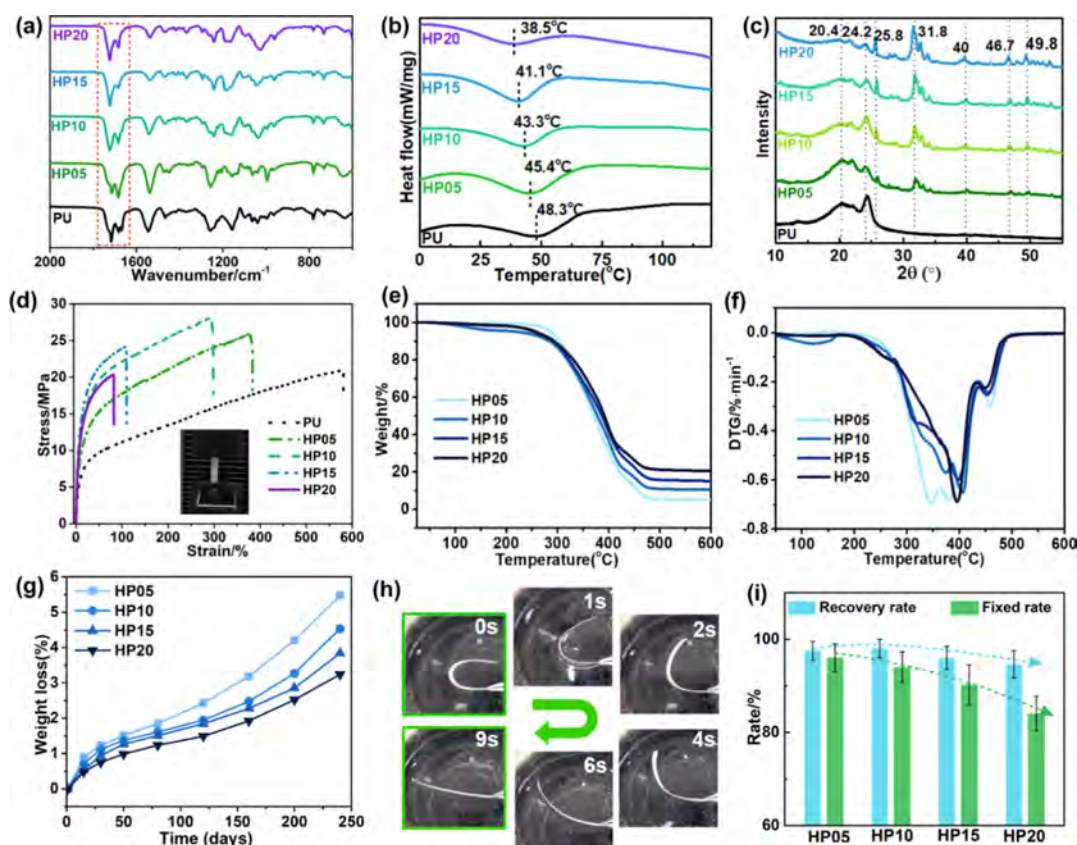 (a)
HP20
HP15
HP10
HP05
PU
2000 1600 1200 800
Wavenumber/cm⁻¹
(b)
HP20
38.5°C
HP15
41.1°C
HP10
43.3°C
HP05
45.4°C
PU
48.3°C
Heat flow(mW/mg)
0 25 50 75 100
Temperature(°C)
(c)
20.4 24.2 25.8 31.8 40 46.7 49.8
HP20
HP15
HP10
HP05
PU
Intensity
10 20 30 40 50
2θ (°)
(d)
30
25
20
15
10
5
0
Stress/MPa
PU
HP05
HP10
HP15
HP20
0 100 200 300 400 500 600
Strain/%
(e)
100
80
60
40
20
0
Weight/%
HP05
HP10
HP15
HP20
100 200 300 400 500 600
Temperature(°C)
(f)
0.0
-0.2
-0.4
-0.6
-0.8
DTG/%·min⁻¹
HP05
HP10
HP15
HP20
100 200 300 400 500 600
Temperature(°C)
(g)
6
5
4
3
2
1
0
Weight loss(%)
HP05
HP10
HP15
HP20
0 50 100 150 200 250
Time (days)
(h)
0s
1s
2s
9s
6s
4s
(i)
Recovery rate Fixed rate
100
80
60
Rate/%
HP05 HP10 HP15 HP20